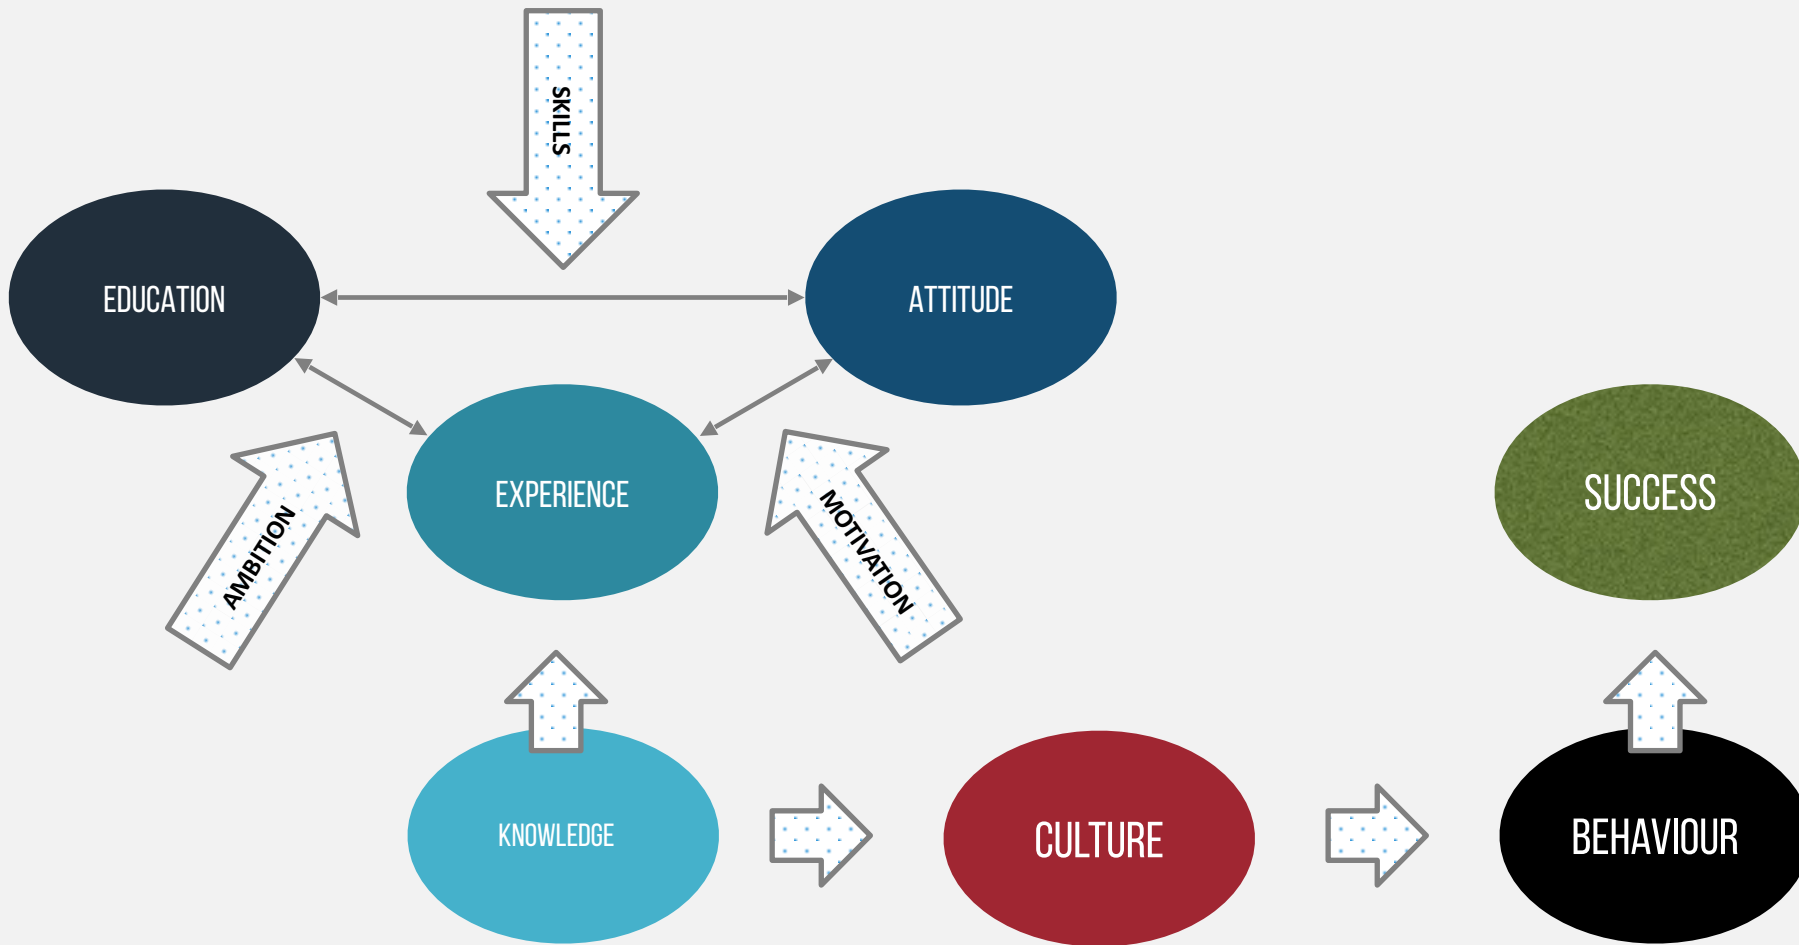 SKILLS
EDUCATION
ATTITUDE
EXPERIENCE
SUCCESS
AMBITION
MOTIVATION
KNOWLEDGE
CULTURE
BEHAVIOUR